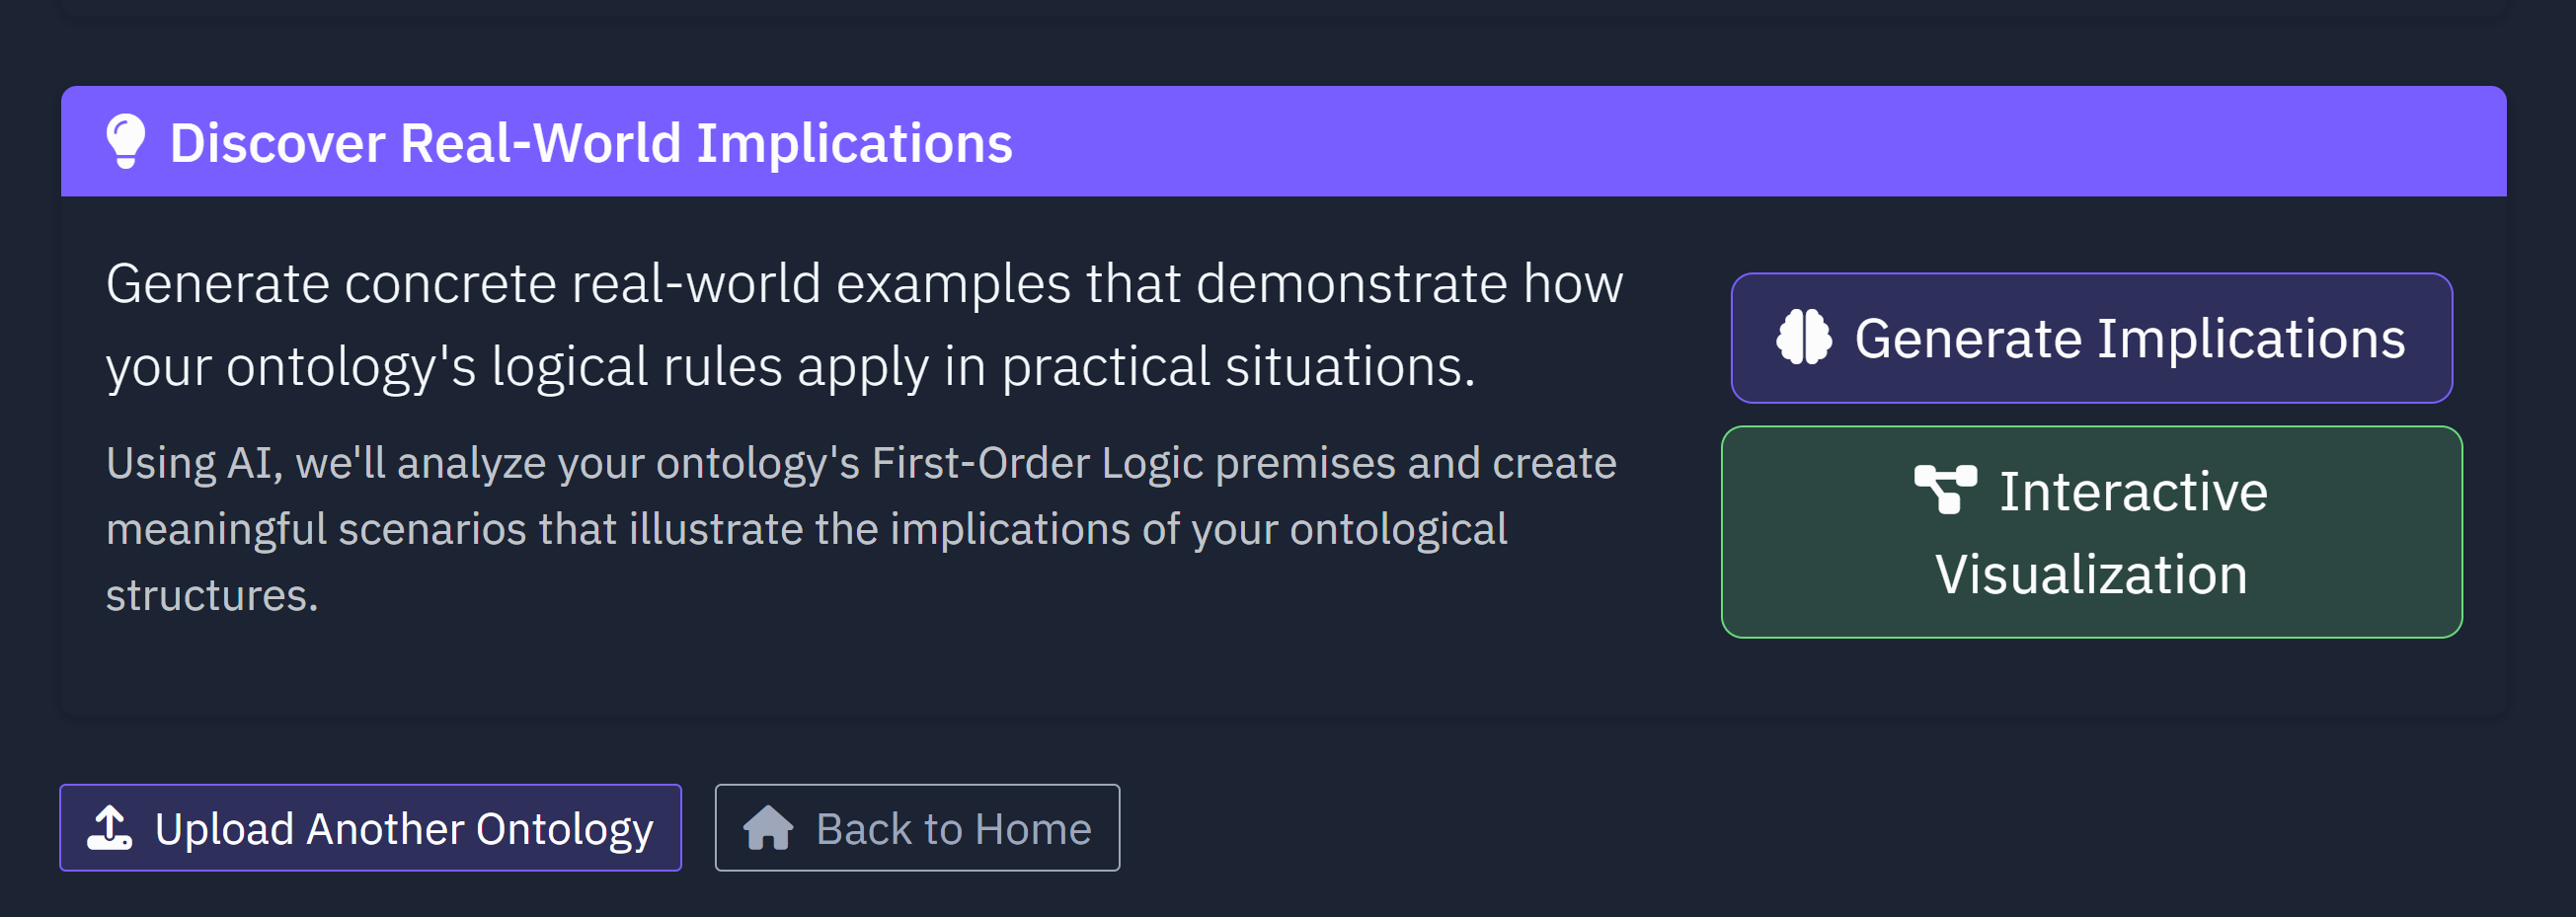 Discover Real-World Implications
Generate concrete real-world examples that demonstrate how
your ontology's logical rules apply in practical situations.
Using AI, we'll analyze your ontology's First-Order Logic premises and create
meaningful scenarios that illustrate the implications of your ontological
structures.
Generate Implications
Interactive
Visualization
Upload Another Ontology
Back to Home